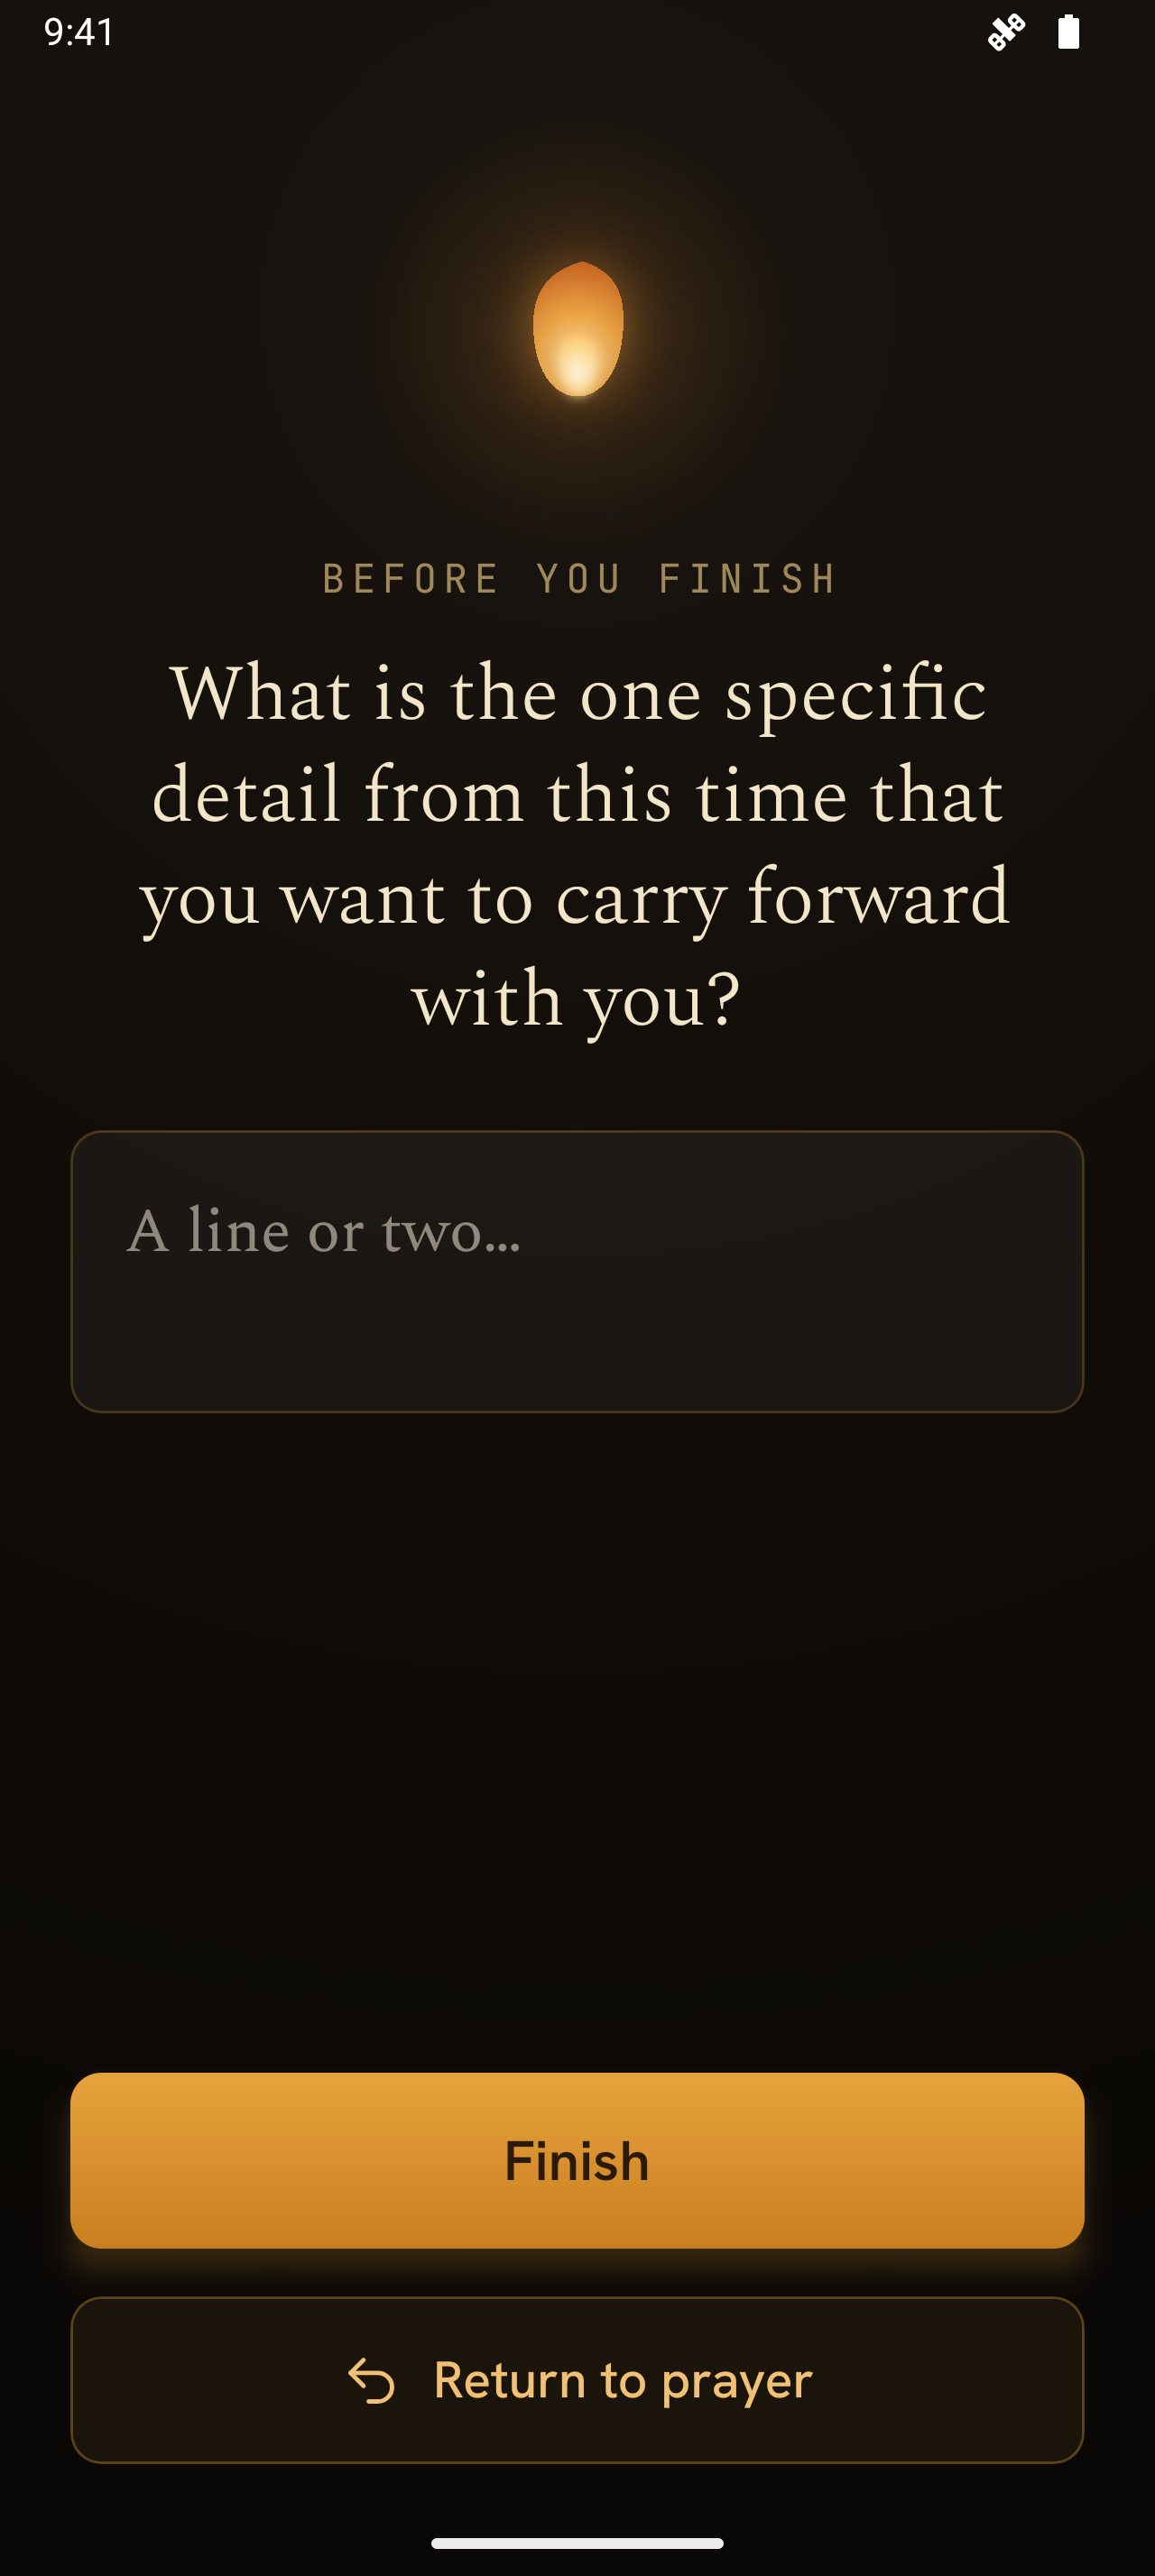 9:41
BEFORE YOU FINISH
What is the one specific
detail from this time that
you want to carry forward
with you?
A line or two…
Finish
Return to prayer